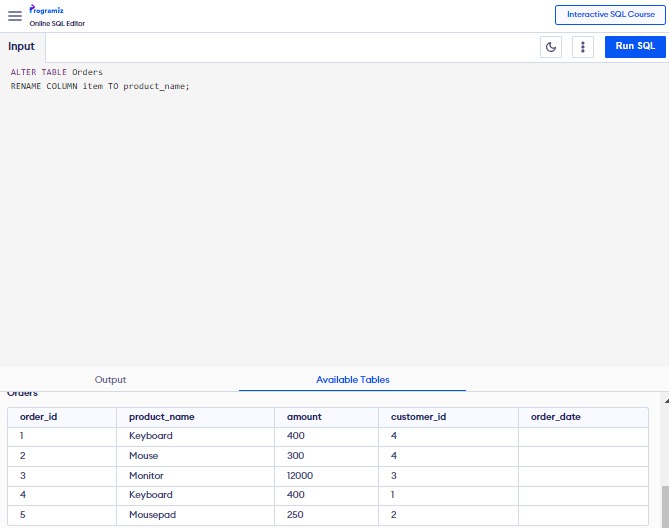 Programiz
Online SQL Editor
Interactive SQL Course
Input
Run SQL
ALTER TABLE Orders
RENAME COLUMN item TO product_name;
Output Available Tables
Orders
order_id product_name amount customer_id order_date
1 Keyboard 400 4
2 Mouse 300 4
3 Monitor 12000 3
4 Keyboard 400 1
5 Mousepad 250 2